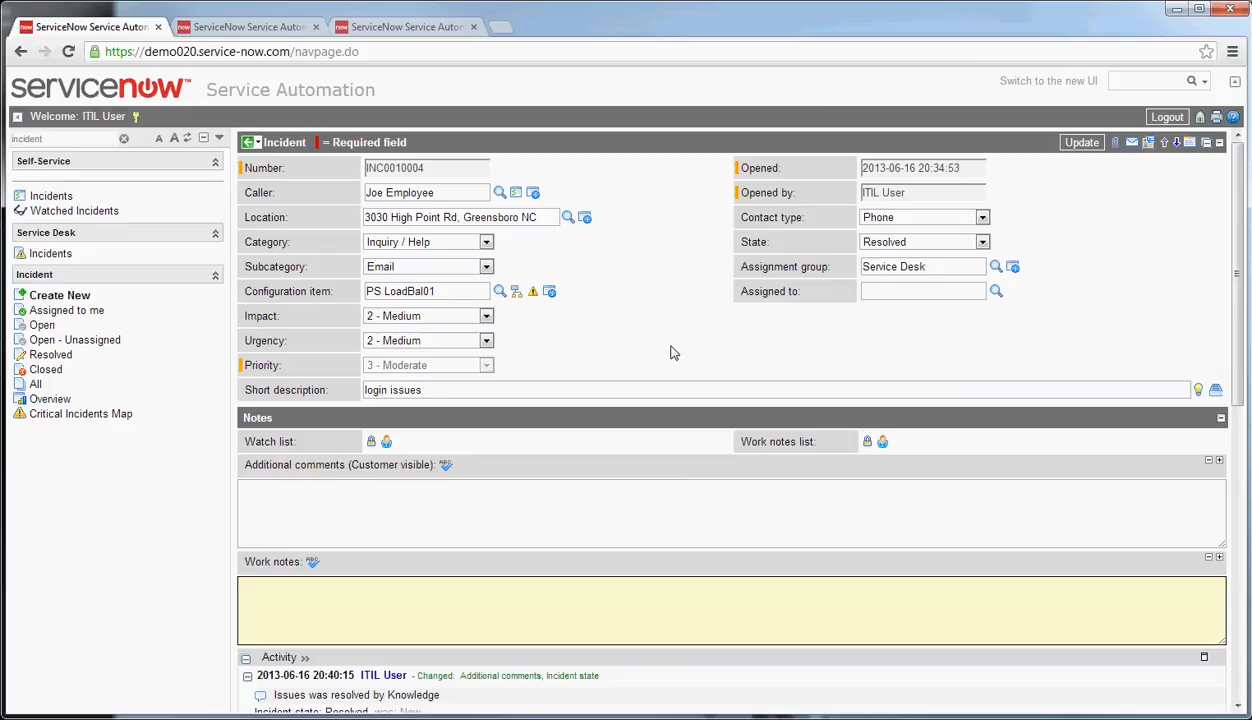 ServiceNow Service Auton ServiceNow Service Autom ServiceNow Service Autom
https://demo020.service-now.com/navpage.do
servicenow™ Service Automation Switch to the new UI
Welcome: ITIL User Logout
incident A A
Incident = Required field Update
Self-Service
Incidents
Watched Incidents
Service Desk
Incidents
Incident
Create New
Assigned to me
Open
Open - Unassigned
Resolved
Closed
All
Overview
Critical Incidents Map
Number: INC0010004 Opened: 2013-06-16 20:34:53
Caller: Joe Employee Opened by: ITIL User
Location: 3030 High Point Rd, Greensboro NC Contact type: Phone
Category: Inquiry / Help State: Resolved
Subcategory: Email Assignment group: Service Desk
Configuration item: PS LoadBal01 Assigned to:
Impact: 2 - Medium
Urgency: 2 - Medium
Priority: 3 - Moderate
Short description: login issues
Notes
Watch list: Work notes list:
Additional comments (Customer visible):
Work notes:
Activity »
2013-06-16 20:40:15 ITIL User - Changed: Additional comments, Incident state
Issues was resolved by Knowledge
Incident state: Resolved was: New